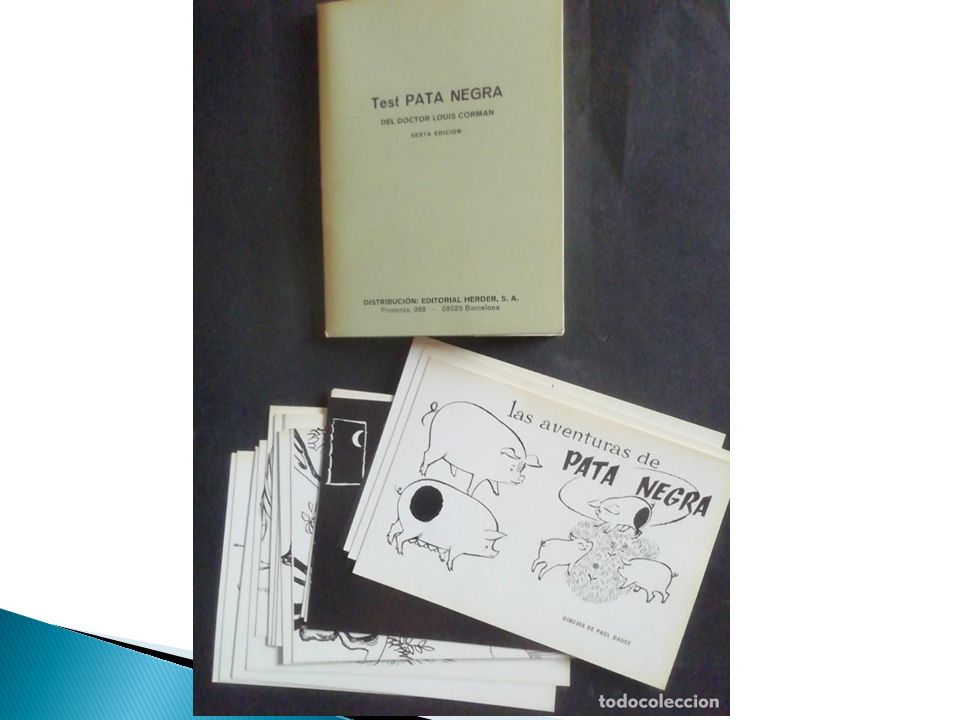 Test PATA NEGRA
DEL DOCTOR LOUIS CORMAN
SEXTA EDICION
DISTRIBUCIÓN: EDITORIAL HERDER, S. A.
Provenza, 388 - 08025 Barcelona
las aventuras de
PATA NEGRA
DIBUJOS DE PAUL DAUCE
todocoleccion